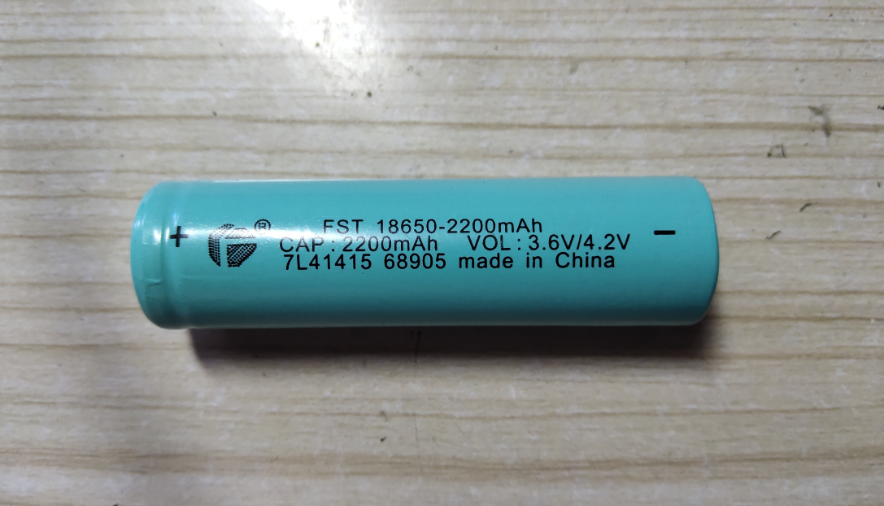 + ® FST 18650-2200mAh −
CAP: 2200mAh VOL: 3.6V/4.2V
7L41415 68905 made in China